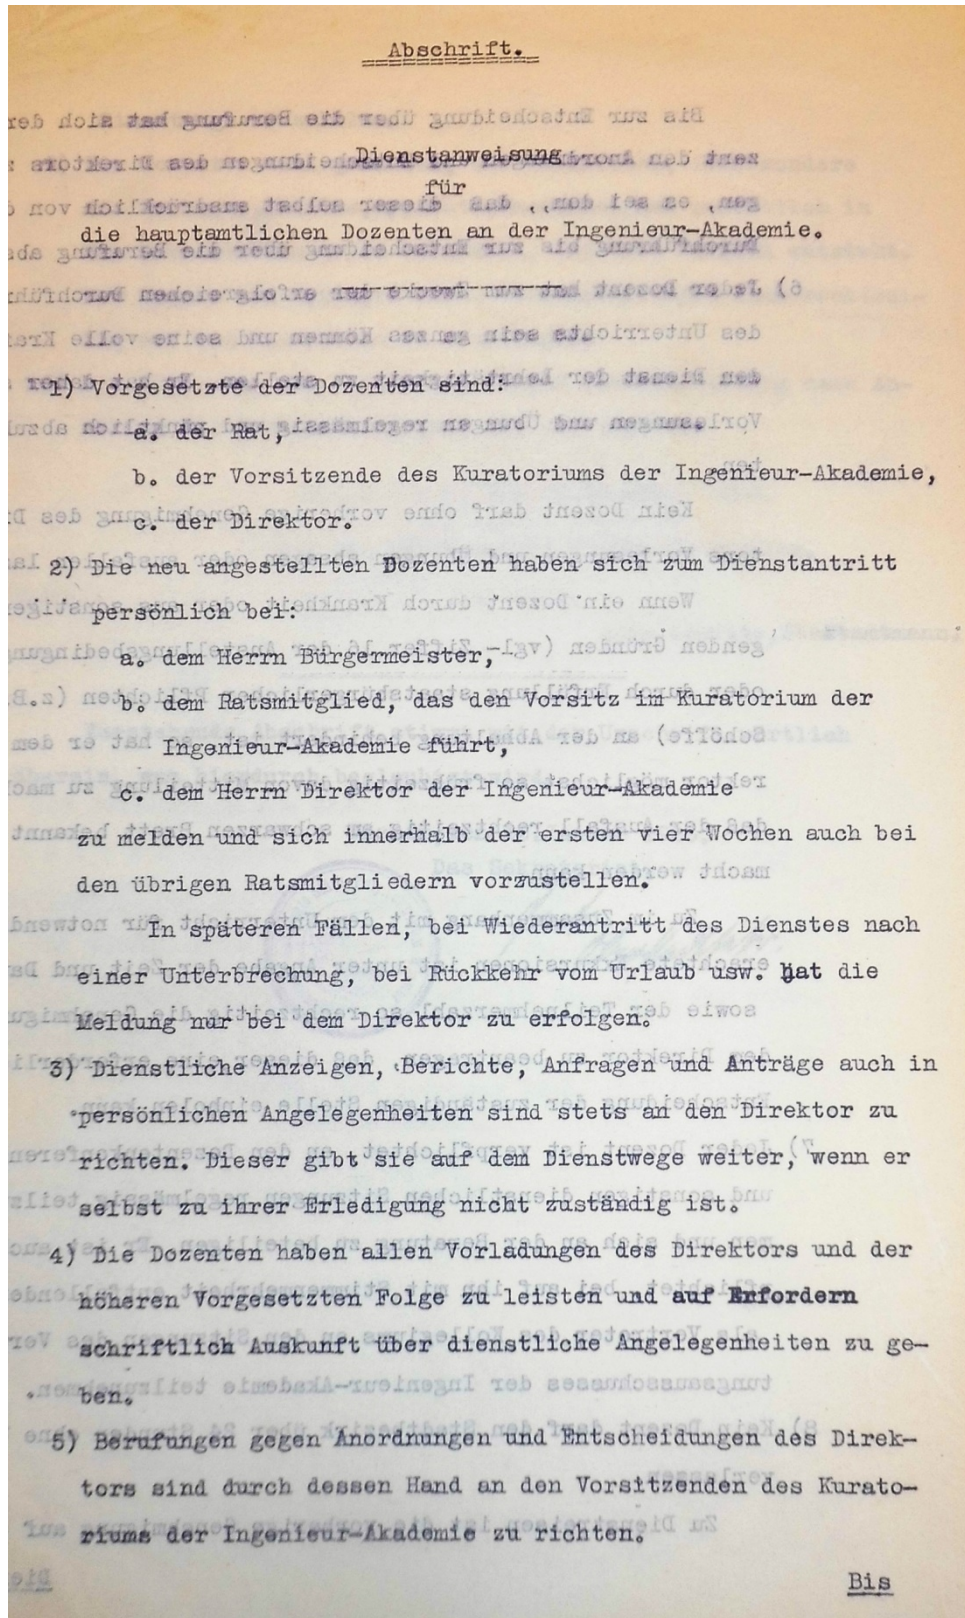 Abschrift.
Dienstanweisung
für
die hauptamtlichen Dozenten an der Ingenieur-Akademie.
1) Vorgesetzte der Dozenten sind:
a. der Rat,
b. der Vorsitzende des Kuratoriums der Ingenieur-Akademie,
c. der Direktor.
2) Die neu angestellten Dozenten haben sich zum Dienstantritt
persönlich bei:
a. dem Herrn Bürgermeister,
b. dem Ratsmitglied, das den Vorsitz im Kuratorium der
Ingenieur-Akademie führt,
c. dem Herrn Direktor der Ingenieur-Akademie
zu melden und sich innerhalb der ersten vier Wochen auch bei
den übrigen Ratsmitgliedern vorzustellen.
In späteren Fällen, bei Wiederantritt des Dienstes nach
einer Unterbrechung, bei Rückkehr vom Urlaub usw. hat die
Meldung nur bei dem Direktor zu erfolgen.
3) Dienstliche Anzeigen, Berichte, Anfragen und Anträge auch in
persönlichen Angelegenheiten sind stets an den Direktor zu
richten. Dieser gibt sie auf dem Dienstwege weiter, wenn er
selbst zu ihrer Erledigung nicht zuständig ist.
4) Die Dozenten haben allen Vorladungen des Direktors und der
höheren Vorgesetzten Folge zu leisten und auf Erfordern
schriftlich Auskunft über dienstliche Angelegenheiten zu ge-
ben.
5) Berufungen gegen Anordnungen und Entscheidungen des Direk-
tors sind durch dessen Hand an den Vorsitzenden des Kurato-
riums der Ingenieur-Akademie zu richten.
Bis